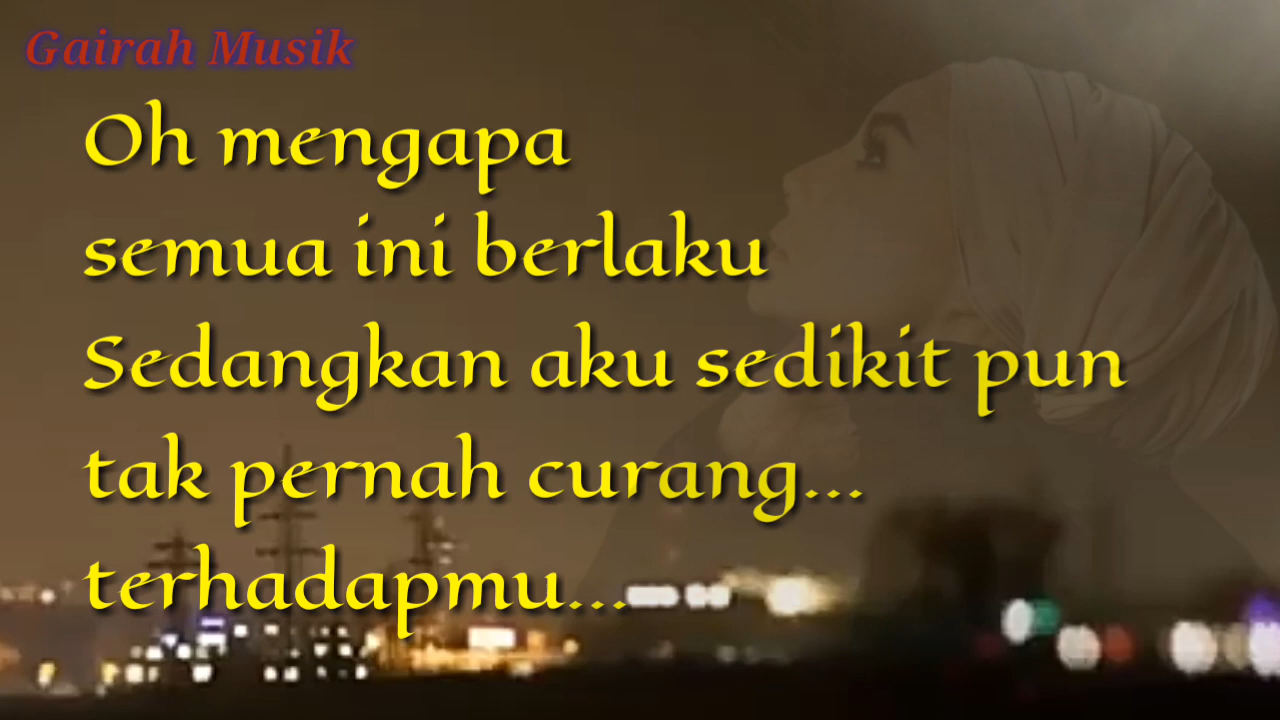 Gairah Musik
Oh mengapa
semua ini berlaku
Sedangkan aku sedikit pun
tak pernah curang...
terhadapmu...